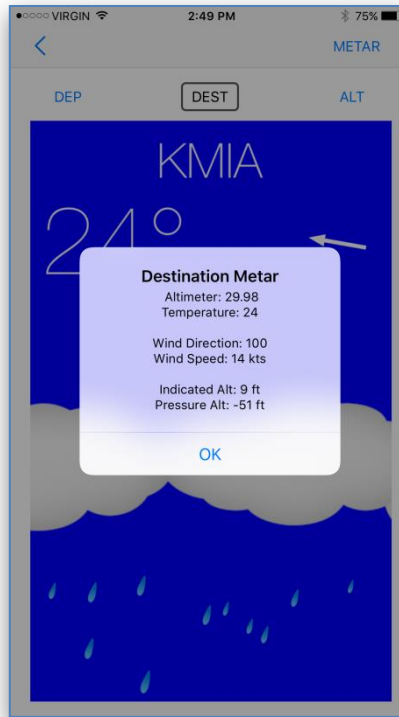 VIRGIN 2:49 PM 75%
METAR
DEP DEST ALT
KMIA
24°
Destination Metar
Altimeter: 29.98
Temperature: 24
Wind Direction: 100
Wind Speed: 14 kts
Indicated Alt: 9 ft
Pressure Alt: -51 ft
OK